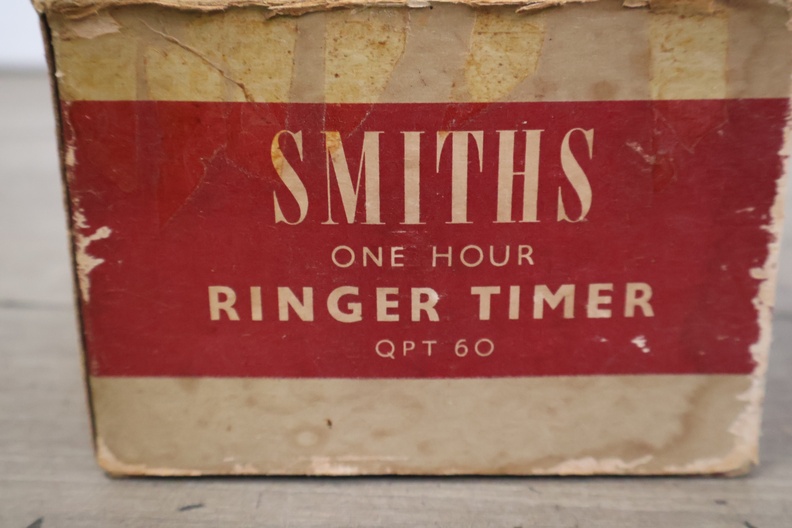 SMITHS
ONE HOUR
RINGER TIMER
QPT 60